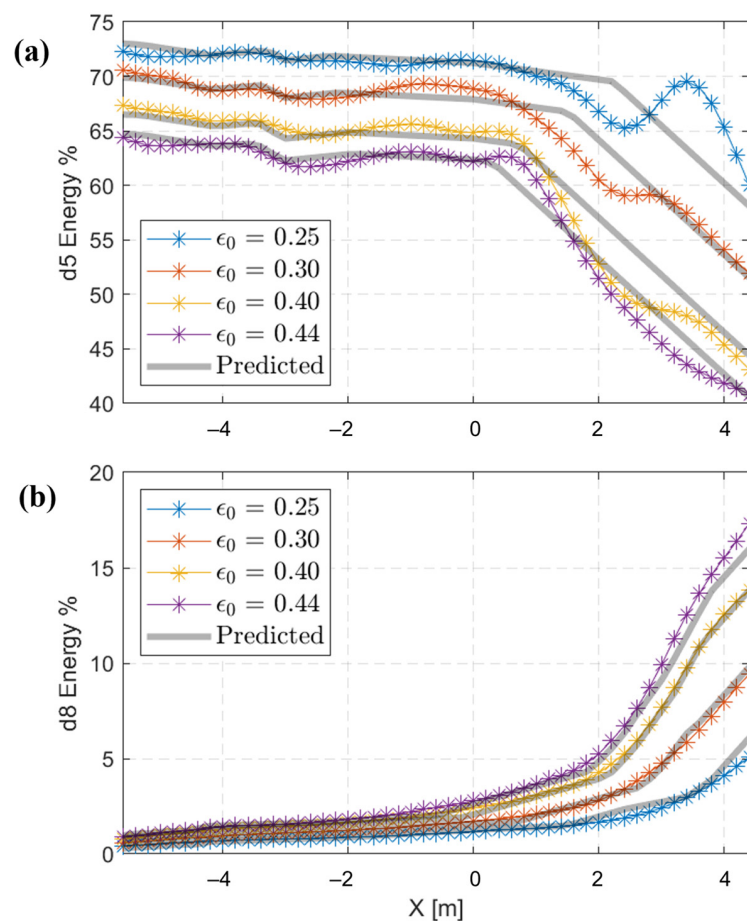 (a)
75
70
65
60
55
50
45
40
d5 Energy %
ϵ₀ = 0.25
ϵ₀ = 0.30
ϵ₀ = 0.40
ϵ₀ = 0.44
Predicted
–4 –2 0 2 4
(b)
20
15
10
5
0
d8 Energy %
ϵ₀ = 0.25
ϵ₀ = 0.30
ϵ₀ = 0.40
ϵ₀ = 0.44
Predicted
–4 –2 0 2 4
X [m]